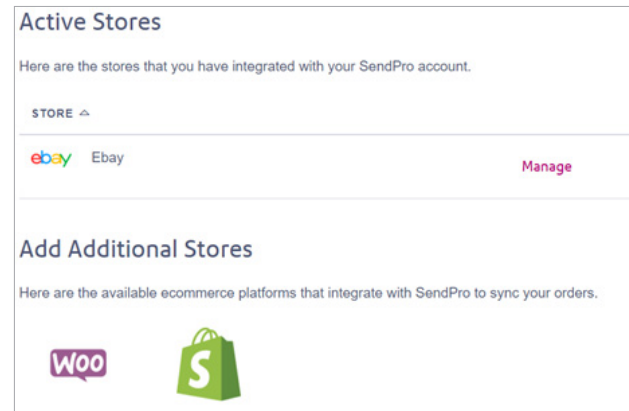 Active Stores
Here are the stores that you have integrated with your SendPro account.
STORE
ebay Ebay
Manage
Add Additional Stores
Here are the available ecommerce platforms that integrate with SendPro to sync your orders.
Woo S